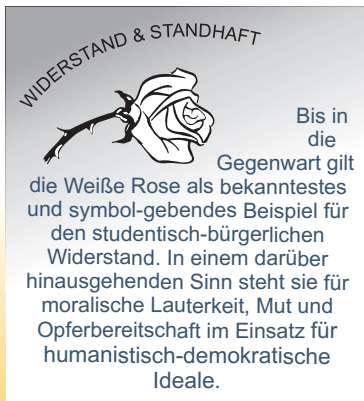 WIDERSTAND & STANDHAFT
Bis in
die
Gegenwart gilt
die Weiße Rose als bekanntestes
und symbol-gebendes Beispiel für
den studentisch-bürgerlichen
Widerstand. In einem darüber
hinausgehenden Sinn steht sie für
moralische Lauterkeit, Mut und
Opferbereitschaft im Einsatz für
humanistisch-demokratische
Ideale.